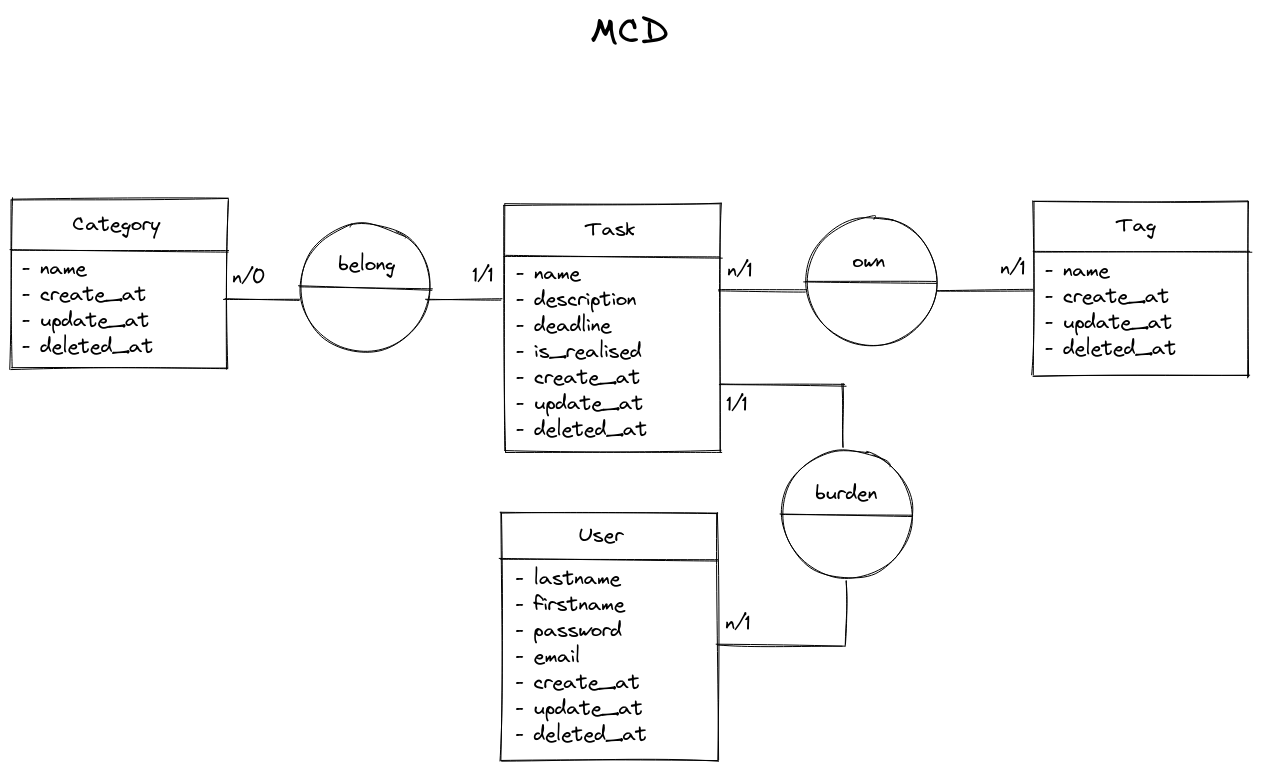 MCD
Category
- name
- create_at
- update_at
- deleted_at
n/0
belong
1/1
Task
- name
- description
- deadline
- is_realised
- create_at
- update_at
- deleted_at
n/1
own
n/1
Tag
- name
- create_at
- update_at
- deleted_at
1/1
burden
n/1
User
- lastname
- firstname
- password
- email
- create_at
- update_at
- deleted_at